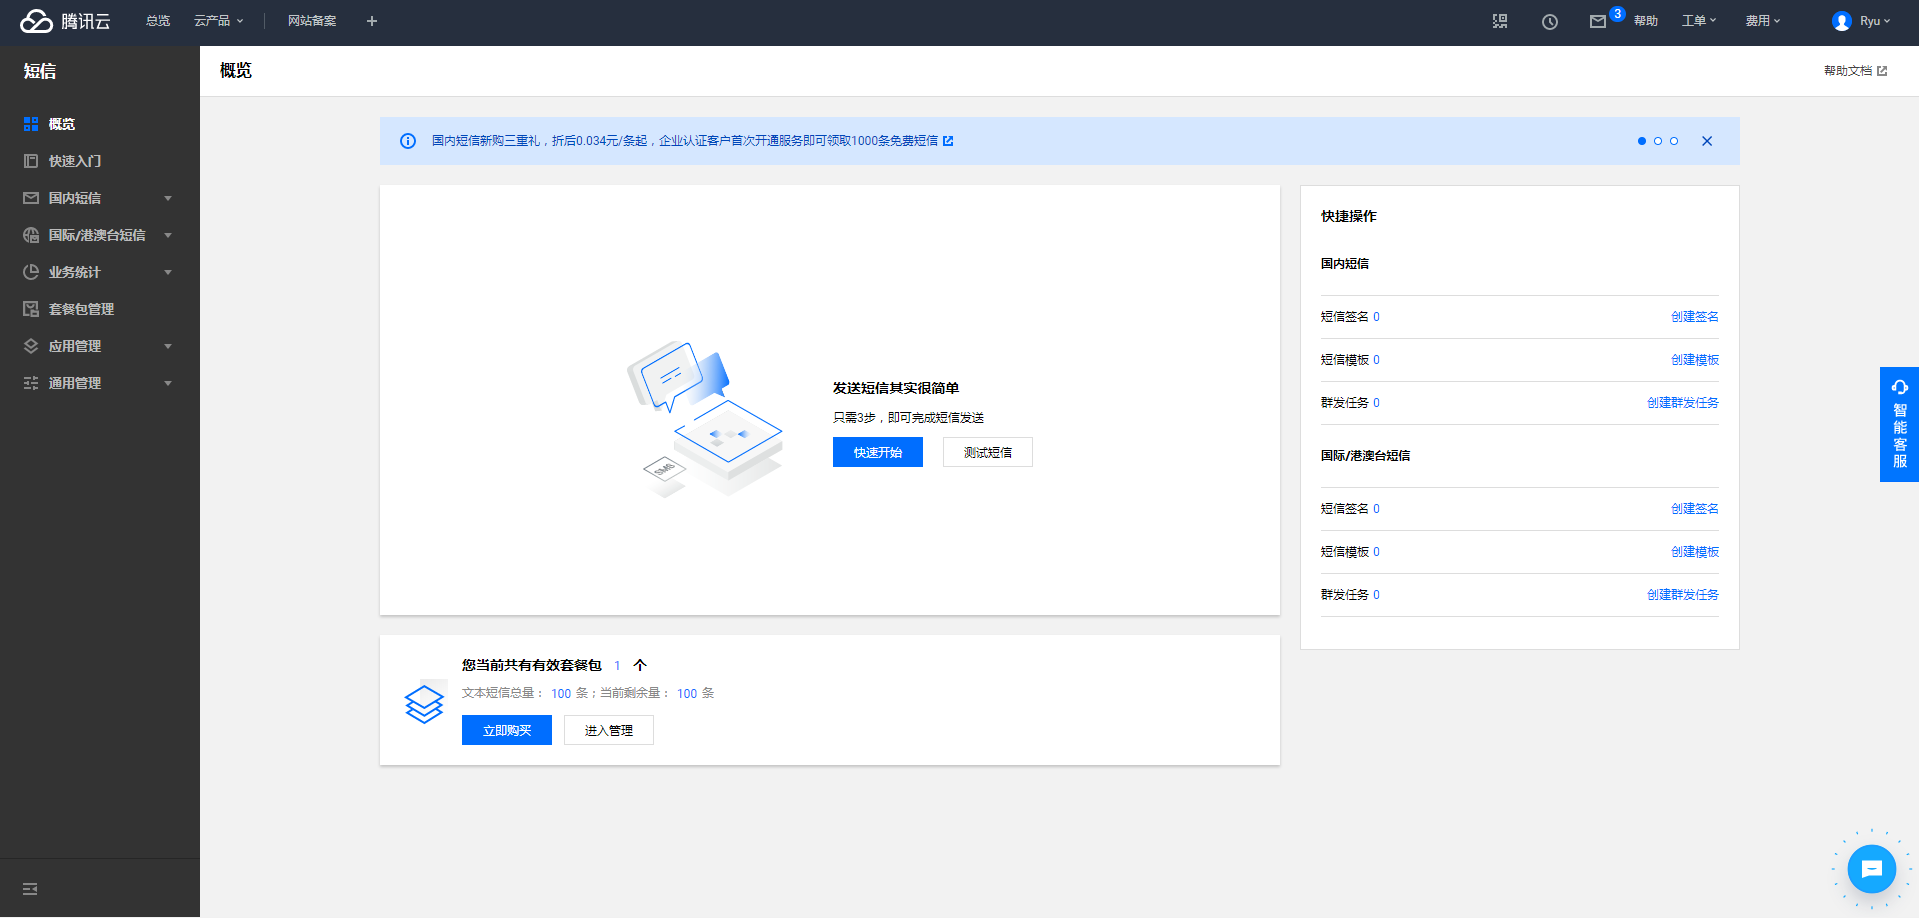 腾讯云 总览 云产品 网站备案 3 帮助 工单 费用 Ryu
短信
概览
快速入门
国内短信
国际/港澳台短信
业务统计
套餐包管理
应用管理
通用管理
概览 帮助文档
国内短信新购三重礼，折后0.034元/条起，企业认证客户首次开通服务即可领取1000条免费短信
SMS
发送短信其实很简单
只需3步，即可完成短信发送
快速开始 测试短信
您当前共有有效套餐包 1 个
文本短信总量： 100 条；当前剩余量： 100 条
立即购买 进入管理
快捷操作
国内短信
短信签名 0 创建签名
短信模板 0 创建模板
群发任务 0 创建群发任务
国际/港澳台短信
短信签名 0 创建签名
短信模板 0 创建模板
群发任务 0 创建群发任务
智能客服